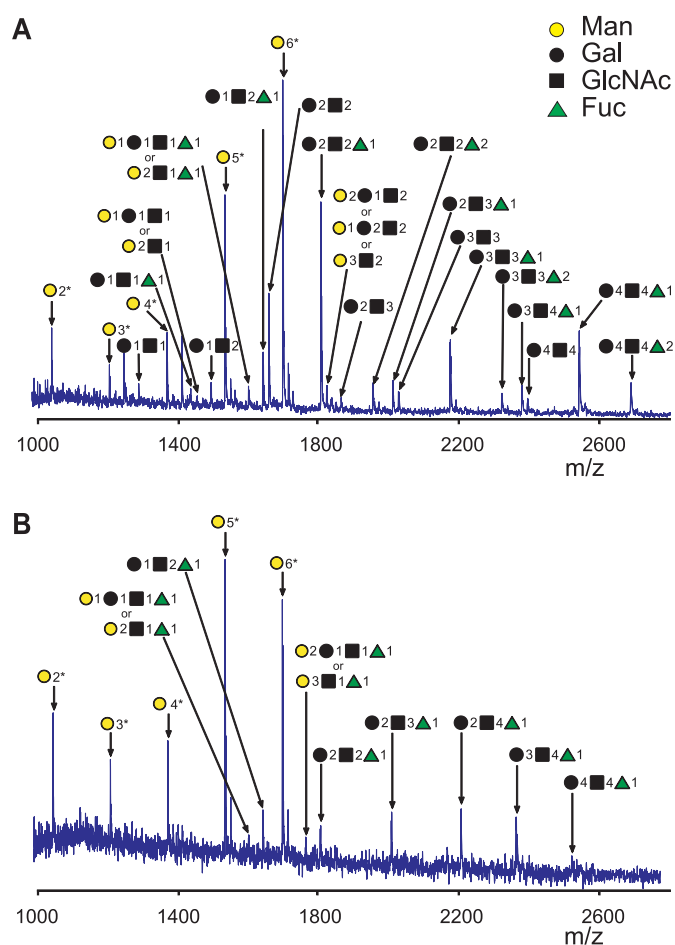 A
Man
Gal
GlcNAc
Fuc
6*
1 2 1
2 2
1 1 1 1
or
2 1 1
5*
2 2 1
2 2 2
2 1 2
or
1 2 2
or
3 2
1 1 1
or
2 1
2 3 1
3 3
3 3 1
1 1 1
3 3 2
2*
4*
4 4 1
2 3
3 4 1
3*
1 1
1 2
4 4
4 4 2
1000 1400 1800 2200 2600
m/z
B
5*
1 2 1
6*
1 1 1 1
or
2 1 1
2 1 1 1
or
3 1 1
2*
3*
4*
2 3 1
2 4 1
2 2 1
3 4 1
4 4 1
1000 1400 1800 2200 2600
m/z